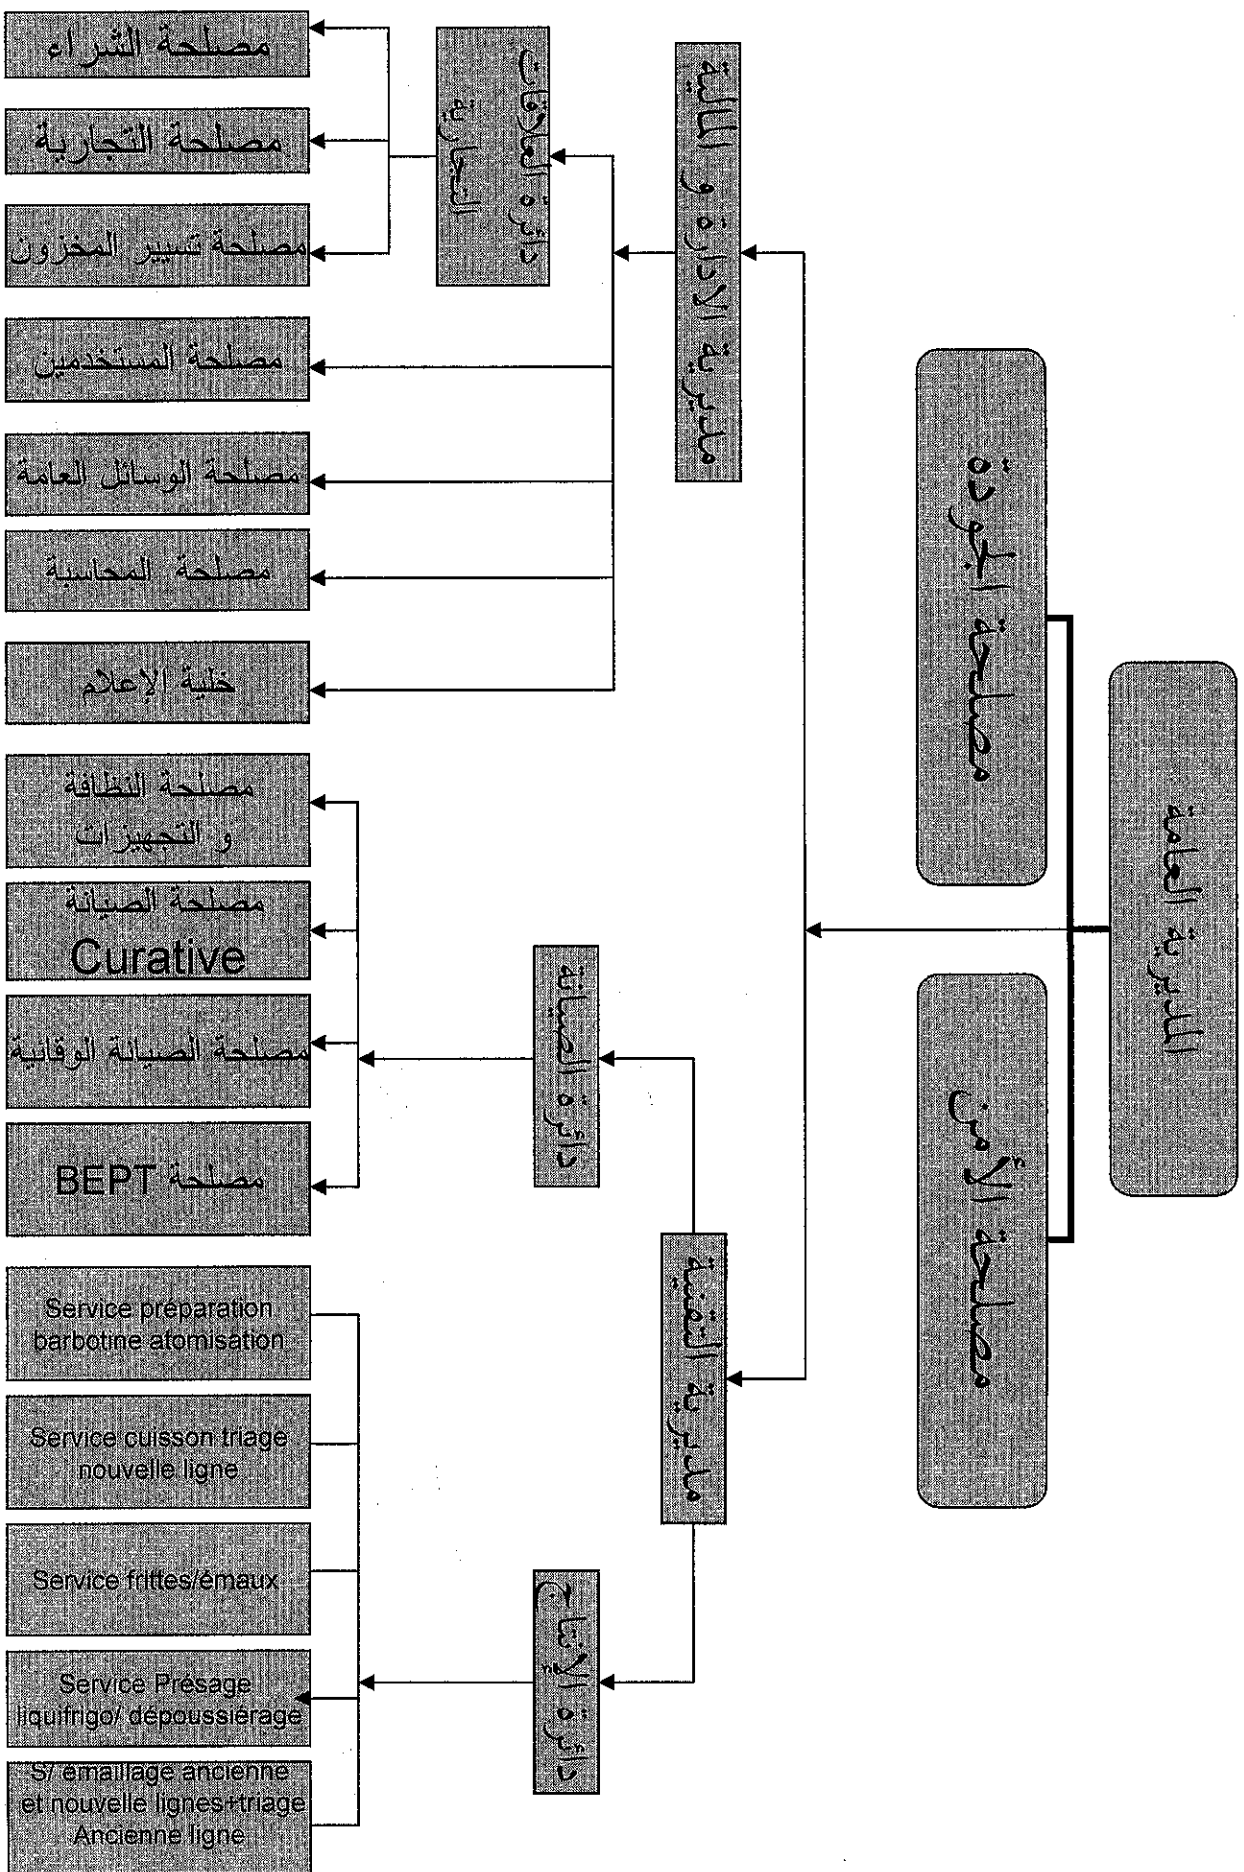 المديرية العامة
مصلحة الجودة
مصلحة الأمن
مديرية الادارة و المالية
مديرية التقنية
دائرة العلاقات
التجارية
دائرة الصيانة
دائرة الإنتاج
مصلحة الشراء
مصلحة التجارية
مصلحة تسيير المخزون
مصلحة المستخدمين
مصلحة الوسائل العامة
مصلحة المحاسبة
خلية الإعلام
مصلحة النظافة
و التجهيزات
مصلحة الصيانة
Curative
مصلحة الصيانة الوقائية
مصلحة BEPT
Service préparation
barbotine atomisation
Service cuisson triage
nouvelle ligne
Service frittes/émaux
Service Présage
liquifrigo/ dépoussiérage
S/ émaillage ancienne
et nouvelle lignes+triage
Ancienne ligne